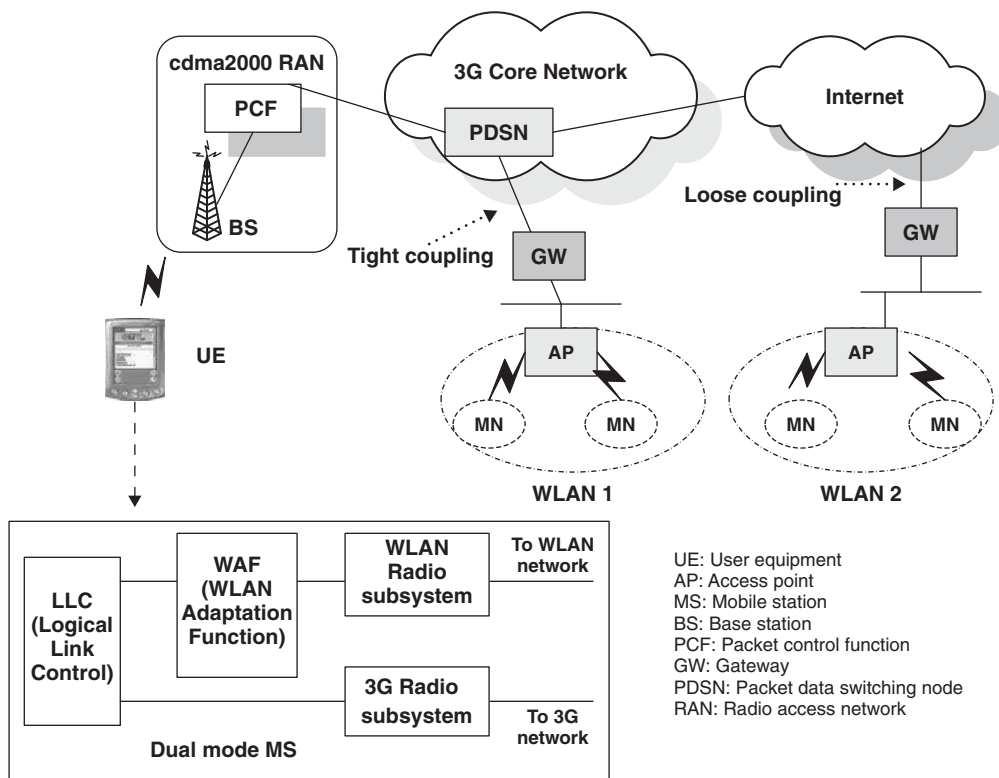 cdma2000 RAN
PCF
BS
3G Core Network
PDSN
Internet
Tight coupling
Loose coupling
GW
GW
UE
AP
MN
MN
WLAN 1
AP
MN
MN
WLAN 2
LLC
(Logical
Link
Control)
WAF
(WLAN
Adaptation
Function)
WLAN
Radio
subsystem
To WLAN
network
3G Radio
subsystem
To 3G
network
Dual mode MS
UE: User equipment
AP: Access point
MS: Mobile station
BS: Base station
PCF: Packet control function
GW: Gateway
PDSN: Packet data switching node
RAN: Radio access network